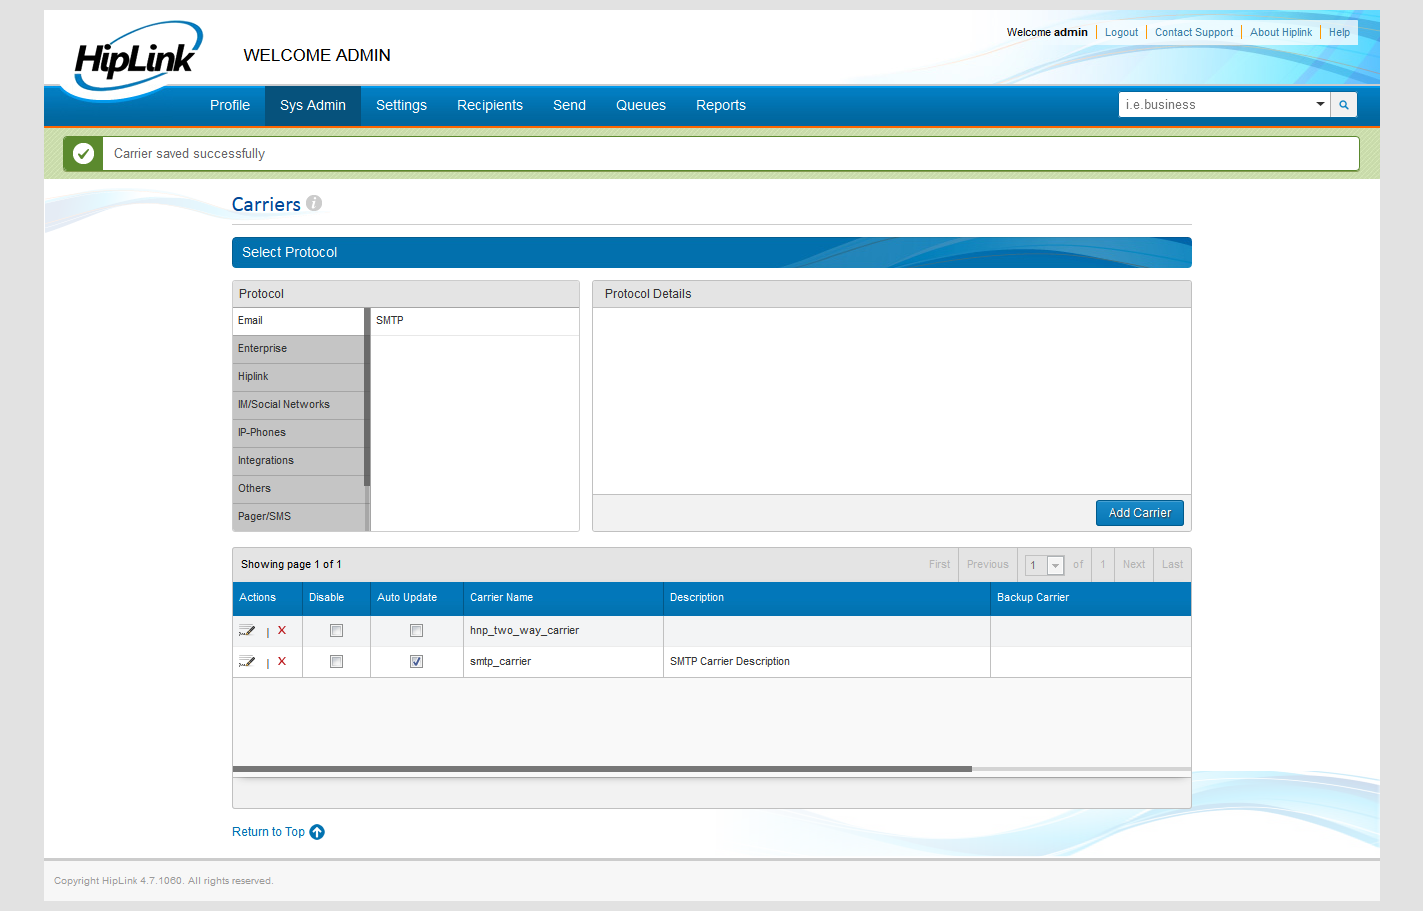 HipLink
WELCOME ADMIN
Welcome admin Logout Contact Support About Hiplink Help
Profile Sys Admin Settings Recipients Send Queues Reports
i.e.business
Carrier saved successfully
Carriers i
Select Protocol
Protocol
Email
Enterprise
Hiplink
IM/Social Networks
IP-Phones
Integrations
Others
Pager/SMS
SMTP
Protocol Details
Add Carrier
Showing page 1 of 1 First Previous 1 of 1 Next Last
Actions Disable Auto Update Carrier Name Description Backup Carrier
| X hnp_two_way_carrier
| X smtp_carrier SMTP Carrier Description
Return to Top
Copyright HipLink 4.7.1060. All rights reserved.